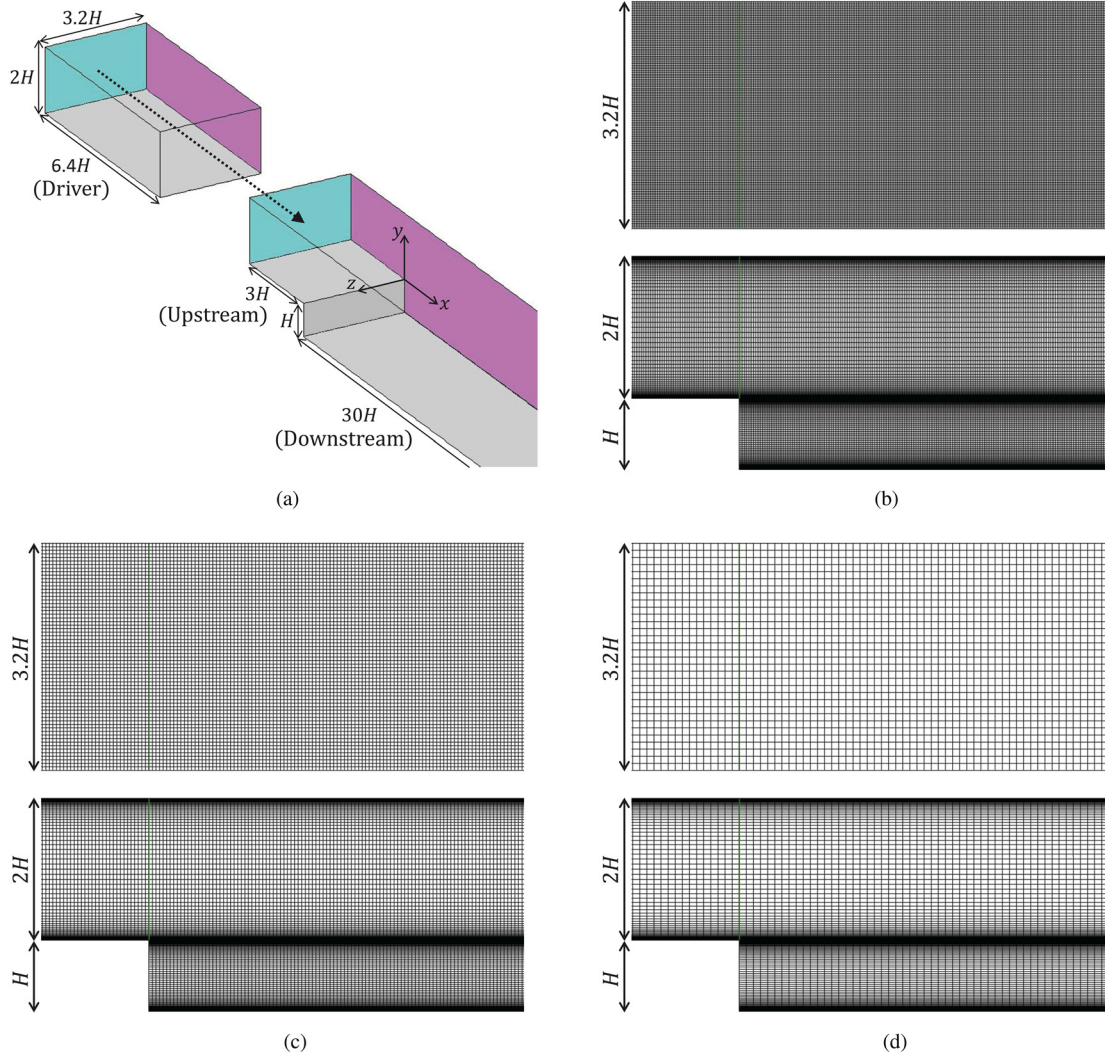 3.2H
2H
6.4H
(Driver)
y
z
x
3H
(Upstream)
H
30H
(Downstream)
(a)
3.2H
2H
H
(b)
3.2H
2H
H
(c)
3.2H
2H
H
(d)